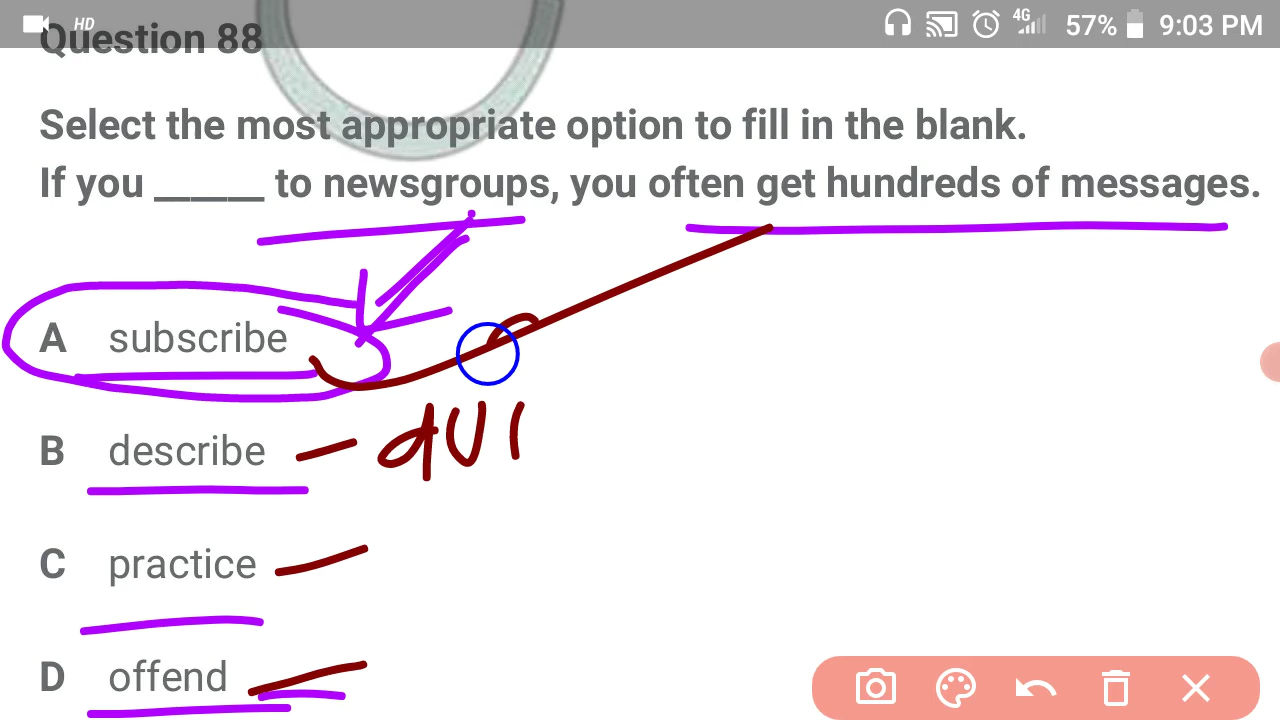 HD 4G 57% 9:03 PM
Question 88
Select the most appropriate option to fill in the blank.
If you ______ to newsgroups, you often get hundreds of messages.
A subscribe
B describe
C practice
D offend